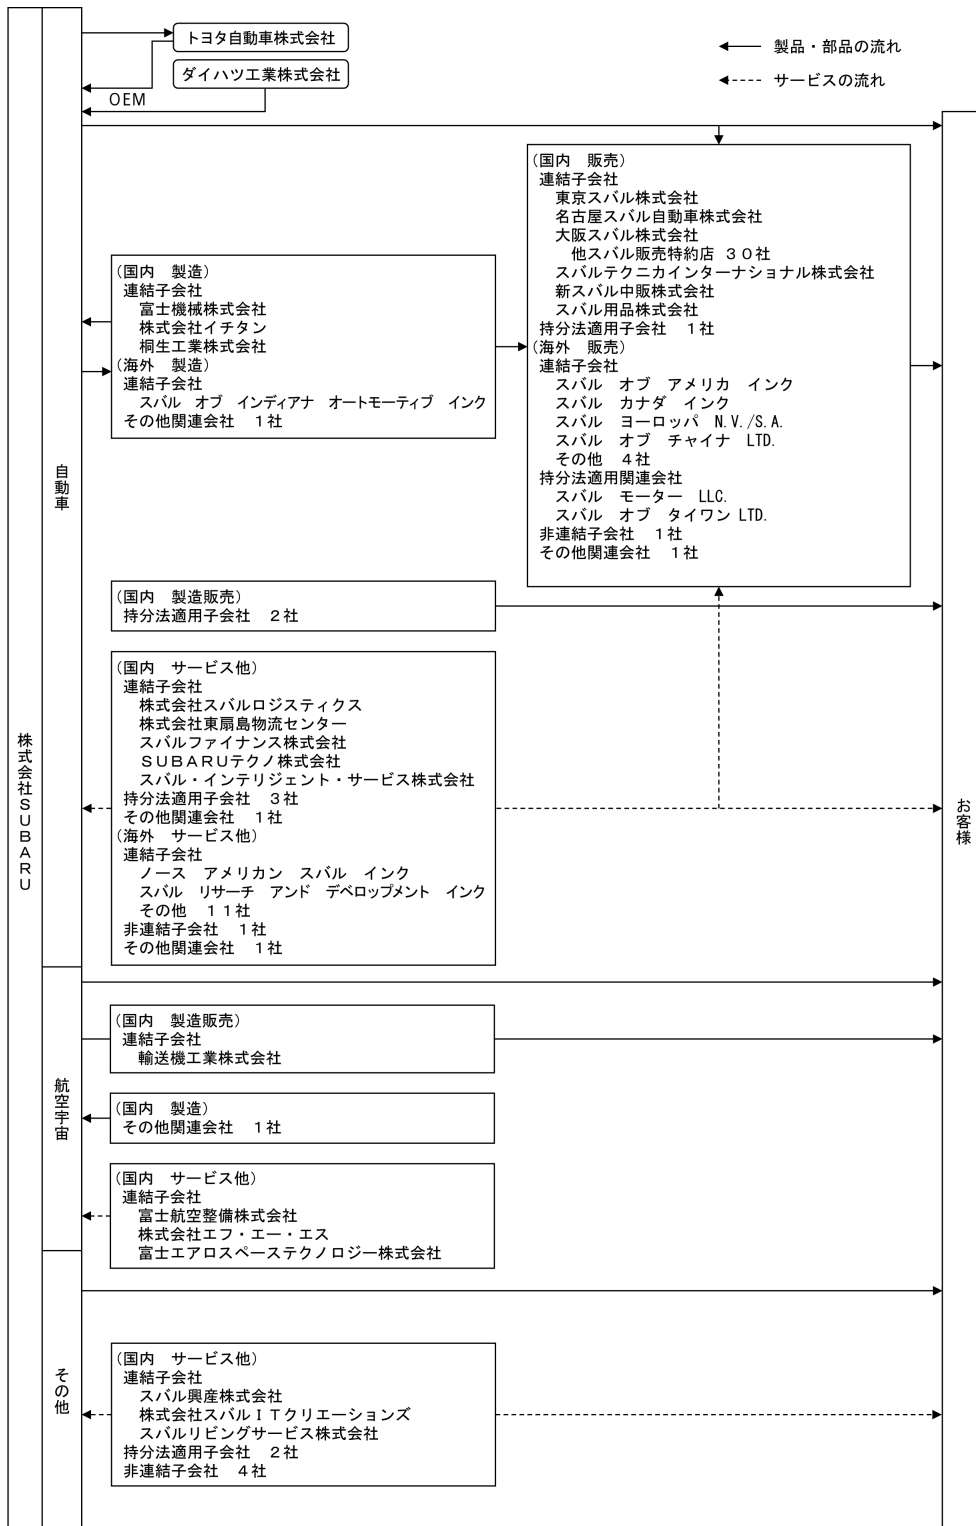 トヨタ自動車株式会社
ダイハツ工業株式会社
OEM
製品・部品の流れ
サービスの流れ
株式会社SUBARU
自動車
(国内 製造)
連結子会社
富士機械株式会社
株式会社イチタン
桐生工業株式会社
(海外 製造)
連結子会社
スバル オブ インディアナ オートモーティブ インク
その他関連会社 1社
(国内 販売)
連結子会社
東京スバル株式会社
名古屋スバル自動車株式会社
大阪スバル株式会社
他スバル販売特約店 30社
スバルテクニカインターナショナル株式会社
新スバル中販株式会社
スバル用品株式会社
持分法適用子会社 1社
(海外 販売)
連結子会社
スバル オブ アメリカ インク
スバル カナダ インク
スバル ヨーロッパ N.V./S.A.
スバル オブ チャイナ LTD.
その他 4社
持分法適用関連会社
スバル モーター LLC.
スバル オブ タイワン LTD.
非連結子会社 1社
その他関連会社 1社
(国内 製造販売)
持分法適用子会社 2社
(国内 サービス他)
連結子会社
株式会社スバルロジスティクス
株式会社東扇島物流センター
スバルファイナンス株式会社
SUBARUテクノ株式会社
スバル・インテリジェント・サービス株式会社
持分法適用子会社 3社
その他関連会社 1社
(海外 サービス他)
連結子会社
ノース アメリカン スバル インク
スバル リサーチ アンド デベロップメント インク
その他 11社
非連結子会社 1社
その他関連会社 1社
お客様
航空宇宙
(国内 製造販売)
連結子会社
輸送機工業株式会社
(国内 製造)
その他関連会社 1社
(国内 サービス他)
連結子会社
富士航空整備株式会社
株式会社エフ・エー・エス
富士エアロスペーステクノロジー株式会社
その他
(国内 サービス他)
連結子会社
スバル興産株式会社
株式会社スバルITクリエーションズ
スバルリビングサービス株式会社
持分法適用子会社 2社
非連結子会社 4社